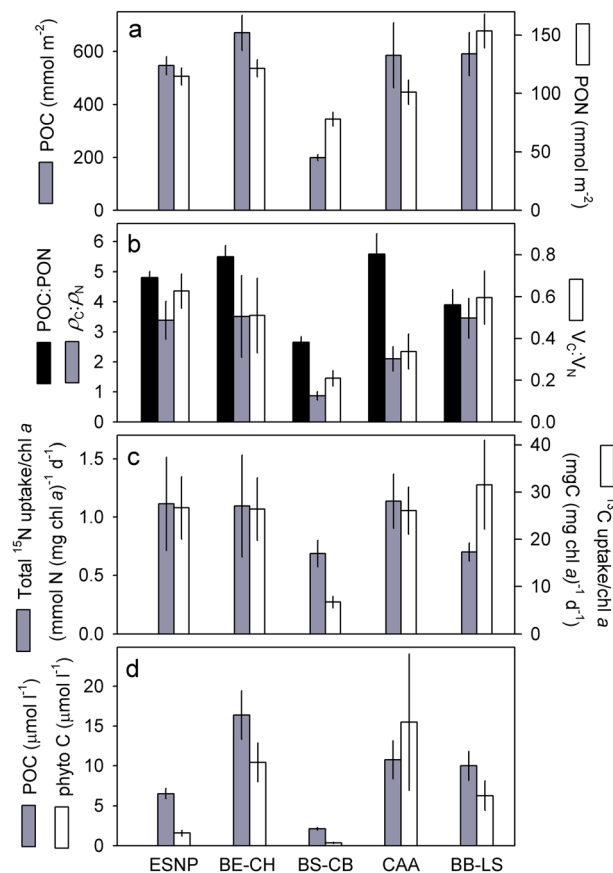 a
POC (mmol m-2)
600
400
200
0
150
100
50
0
PON
(mmol m-2)
b
POC:PON
ρC:ρN
6
5
4
3
2
1
0
0.8
0.6
0.4
0.2
0.0
VC:VN
c
Total 15N uptake/chl a
(mmol N (mg chl a)-1 d-1)
1.5
1.0
0.5
0.0
40
30
20
10
0
13C uptake/chl a
(mgC (mg chl a)-1 d-1)
d
POC (μmol l-1)
phyto C (μmol l-1)
20
15
10
5
0
ESNP BE-CH BS-CB CAA BB-LS